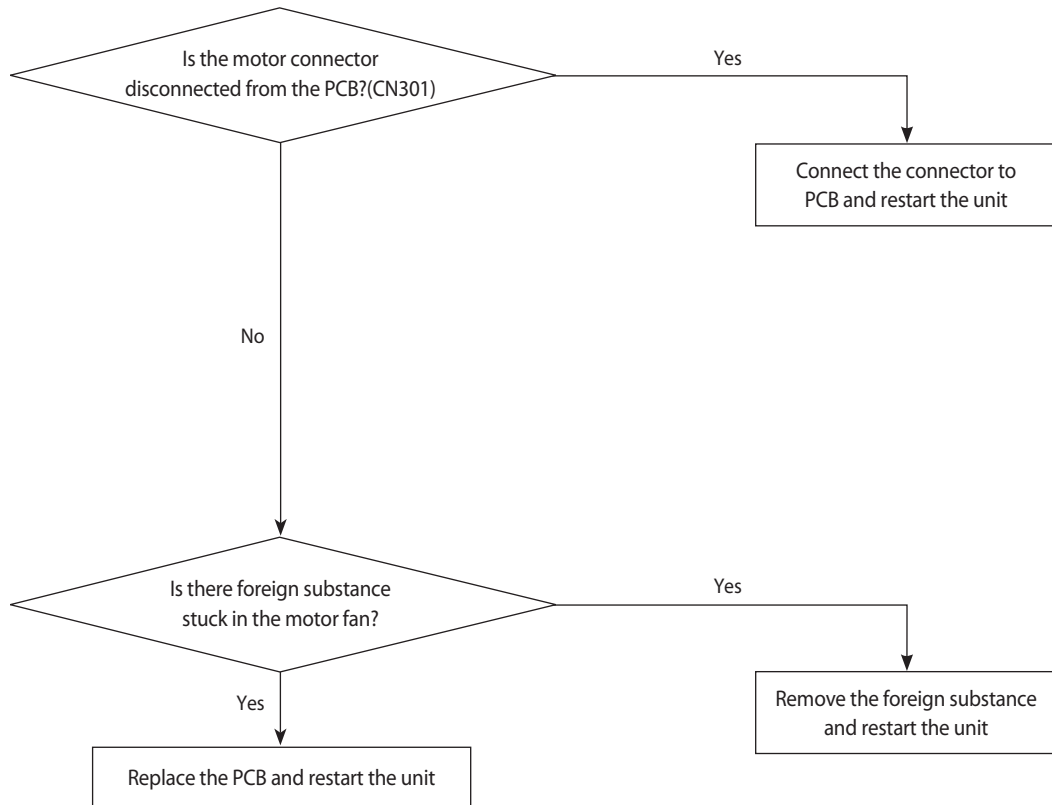 Is the motor connector
disconnected from the PCB?(CN301)
Yes
Connect the connector to
PCB and restart the unit
No
Is there foreign substance
stuck in the motor fan?
Yes
Remove the foreign substance
and restart the unit
Yes
Replace the PCB and restart the unit